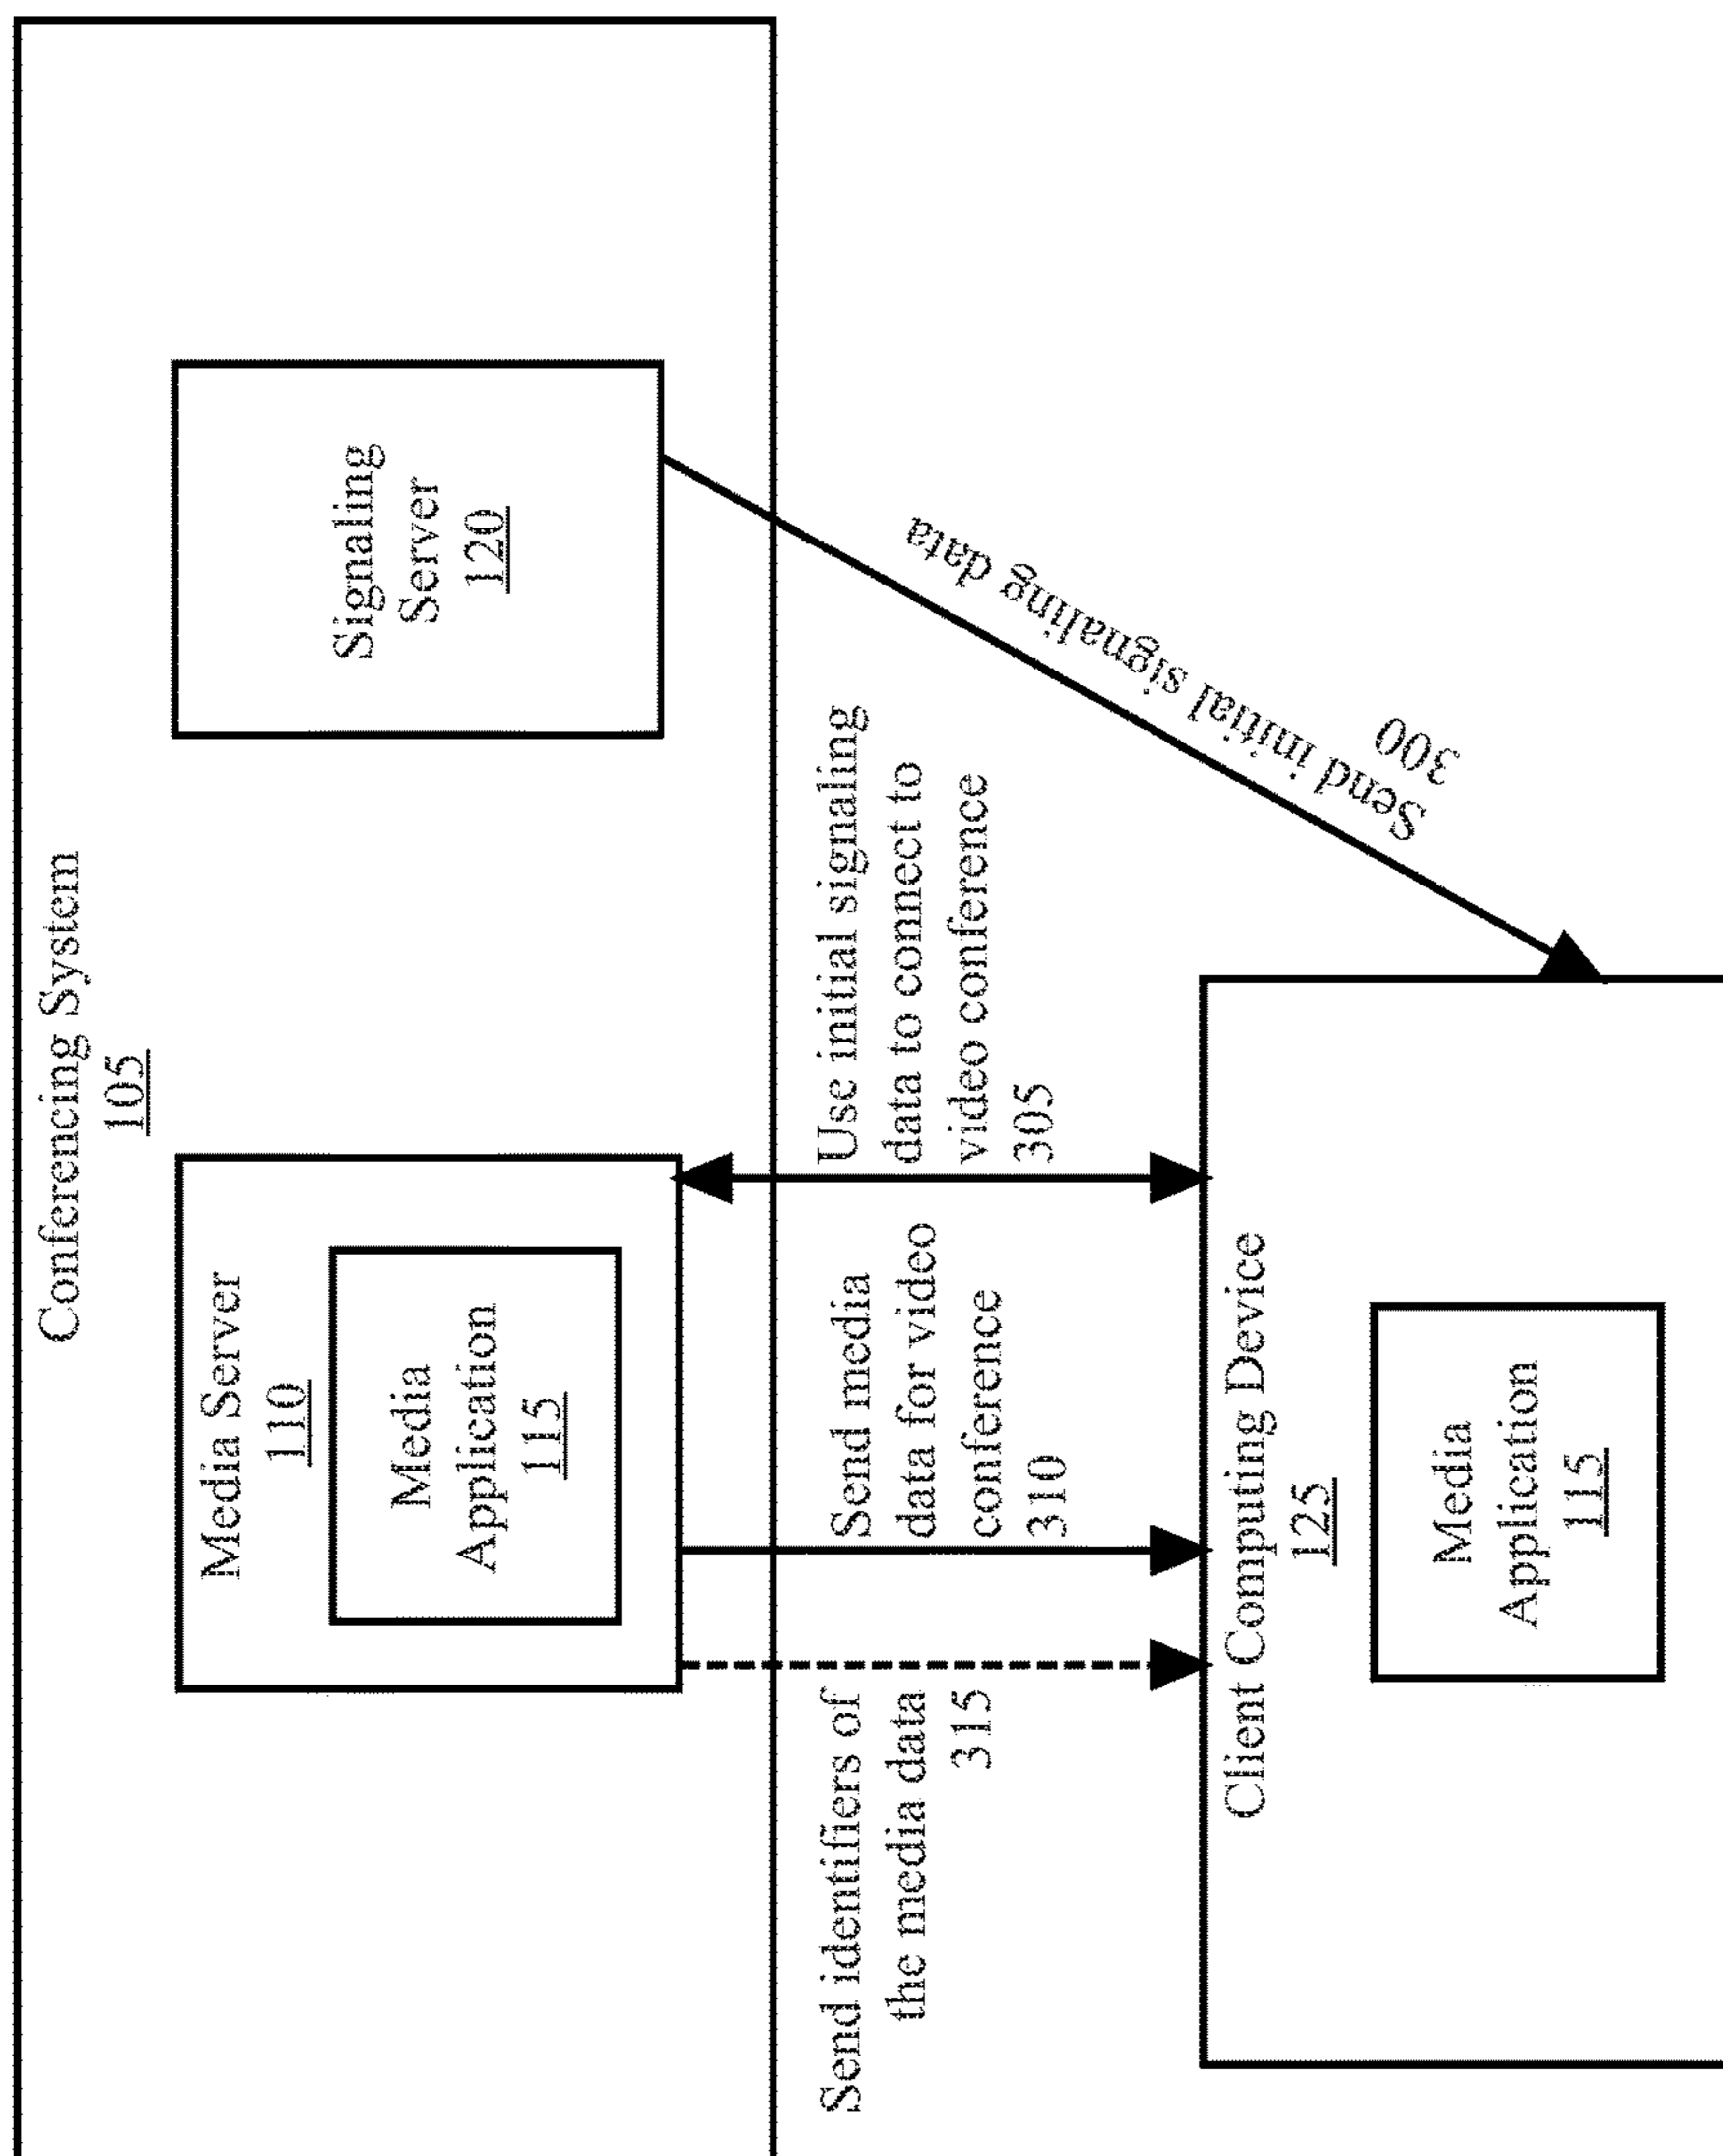 Conferencing System
105
Media Server
110
Media
Application
115
Signaling
Server
120
Send identifiers of
the media data
315
Send media
data for video
conference
310
Use initial signaling
data to connect to
video conference
305
Send initial signaling data
300
Client Computing Device
125
Media
Application
115